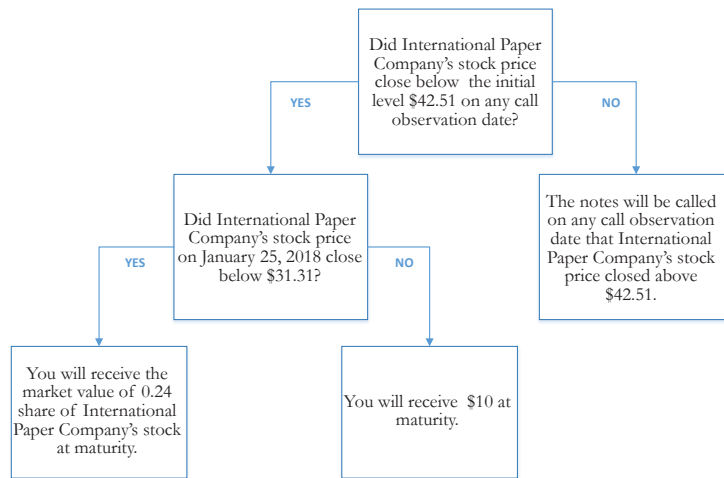 Did International Paper
Company's stock price
close below the initial
level $42.51 on any call
observation date?
YES
NO
Did International Paper
Company's stock price
on January 25, 2018 close
below $31.31?
The notes will be called
on any call observation
date that International
Paper Company's stock
price closed above
$42.51.
YES
NO
You will receive the
market value of 0.24
share of International
Paper Company's stock
at maturity.
You will receive $10 at
maturity.